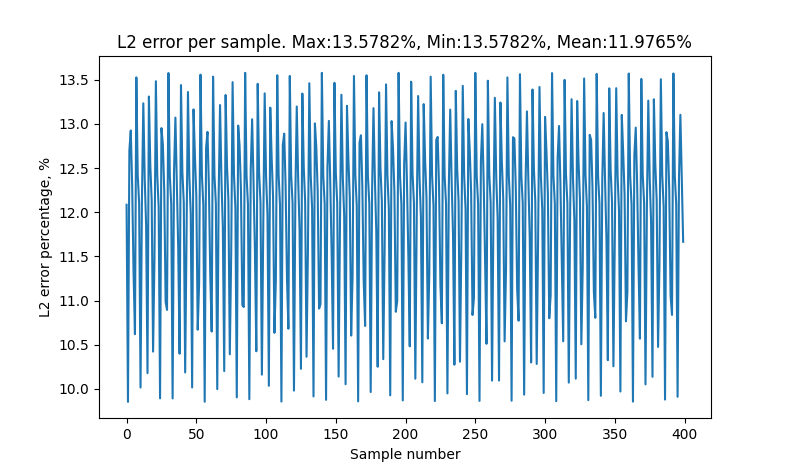 L2 error per sample. Max:13.5782%, Min:13.5782%, Mean:11.9765%
13.5
13.0
12.5
12.0
11.5
11.0
10.5
10.0
L2 error percentage, %
0 50 100 150 200 250 300 350 400
Sample number